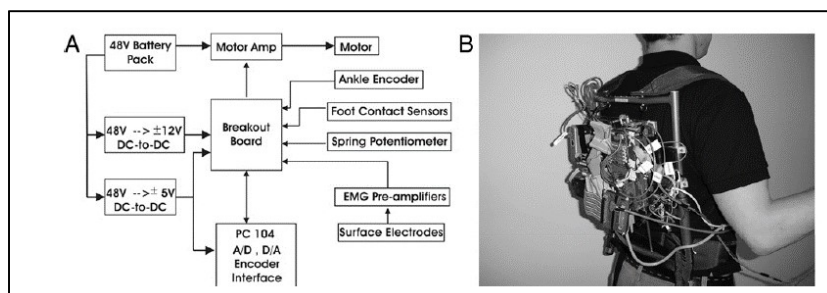 A
B
48V Battery
Pack
Motor Amp
Motor
Ankle Encoder
Foot Contact Sensors
Breakout
Board
48V --> ±12V
DC-to-DC
Spring Potentiometer
48V --> ± 5V
DC-to-DC
EMG Pre-amplifiers
Surface Electrodes
PC 104
A/D , D/A
Encoder
Interface